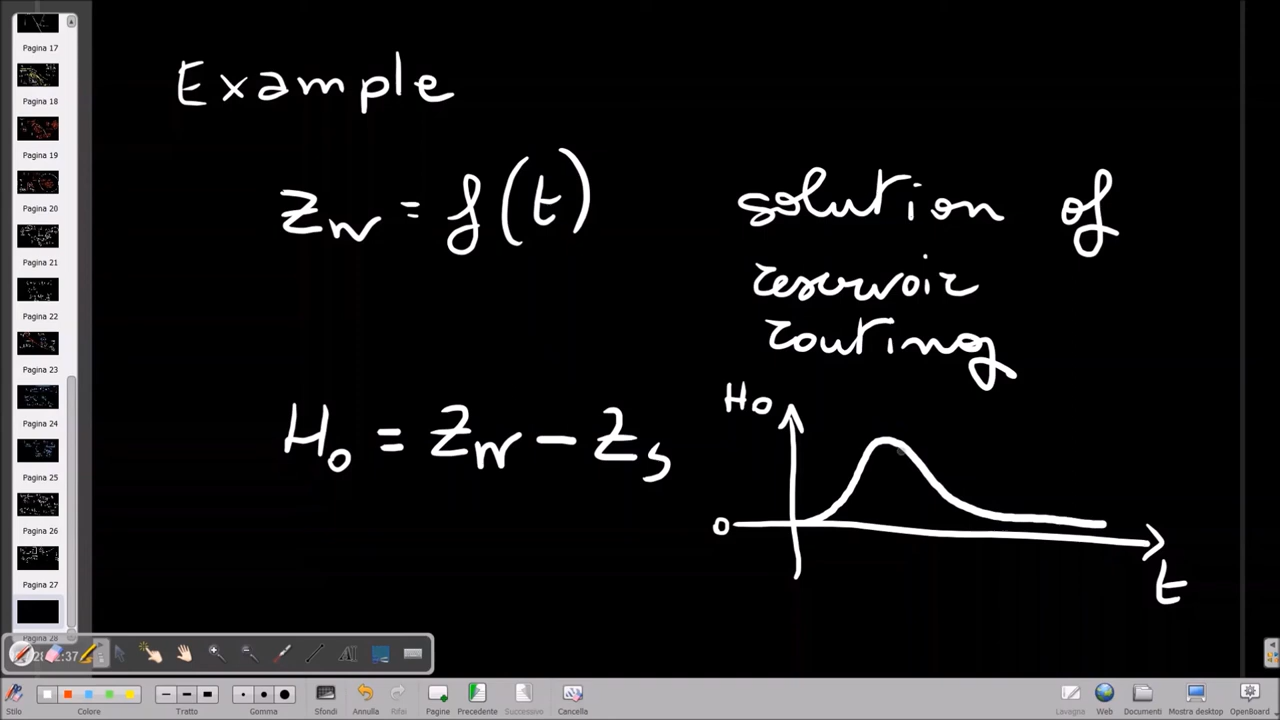 Pagina 17
Pagina 18
Pagina 19
Pagina 20
Pagina 21
Pagina 22
Pagina 23
Pagina 24
Pagina 25
Pagina 26
Pagina 27
Pagina 28
Example
zw = f(t)
solution of
reservoir
routing
Ho = zw - zs
Ho
0
t
Stilo
Colore
Tratto
Gomma
Sfondi
Annulla
Rifai
Pagine
Precedente
Successivo
Cancella
Lavagna
Web
Documenti
Mostra desktop
OpenBoard